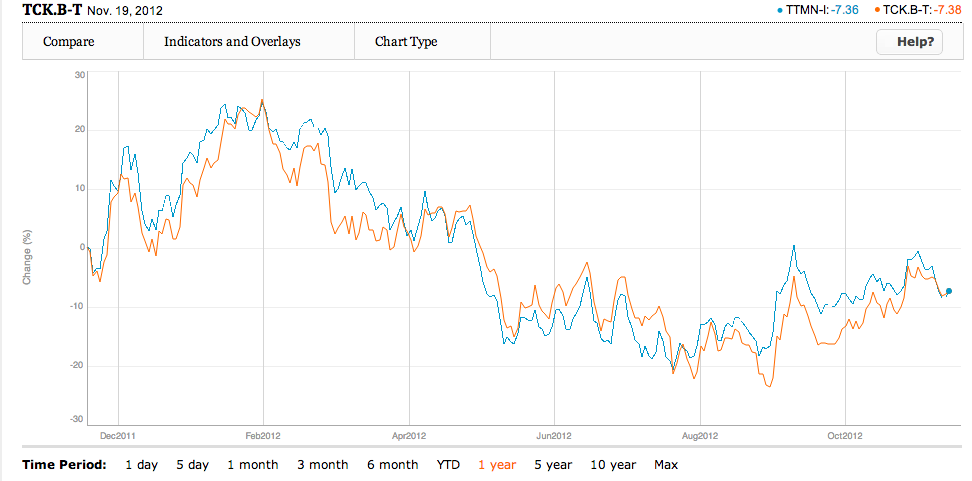 TCK.B-T Nov. 19, 2012 TTMN-I: -7.36 TCK.B-T: -7.38
Compare Indicators and Overlays Chart Type Help?
Change (%)
30
20
10
0
-10
-20
-30
Dec2011 Feb2012 Apr2012 Jun2012 Aug2012 Oct2012
Time Period: 1 day 5 day 1 month 3 month 6 month YTD 1 year 5 year 10 year Max